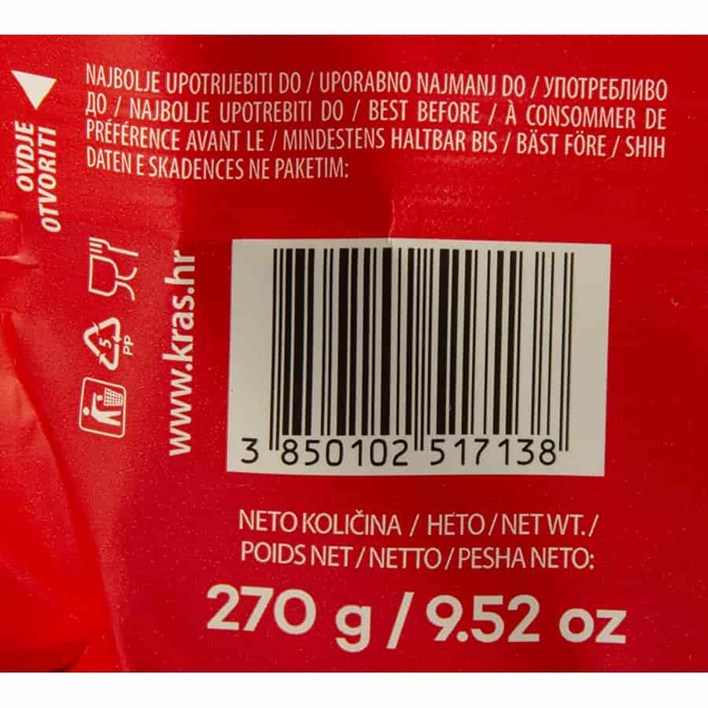 NAJBOLJE UPOTRIJEBITI DO / UPORABNO NAJMANJ DO / УПОТРЕБЛИВО
ДО / NAJBOLJE UPOTREBITI DO / BEST BEFORE / À CONSOMMER DE
PRÉFÉRENCE AVANT LE / MINDESTENS HALTBAR BIS / BÄST FÖRE / SHIH
DATEN E SKADENCES NE PAKETIM:
OVDJE
OTVORITI
5
PP
www.kras.hr
3 850102 517138
NETO KOLIČINA / НЕТО / NET WT. /
POIDS NET / NETTO / PESHA NETO:
270 g / 9.52 oz